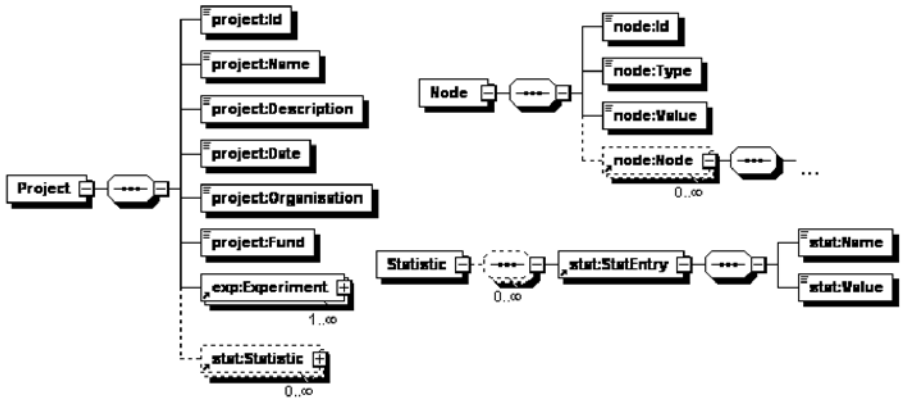 Project
project:Id
project:Name
project:Description
project:Date
project:Organisation
project:Fund
exp:Experiment
1..∞
stat:Statistic
0..∞
Node
node:Id
node:Type
node:Value
node:Node
0..∞
...
Statistic
0..∞
stat:StatEntry
stat:Name
stat:Value